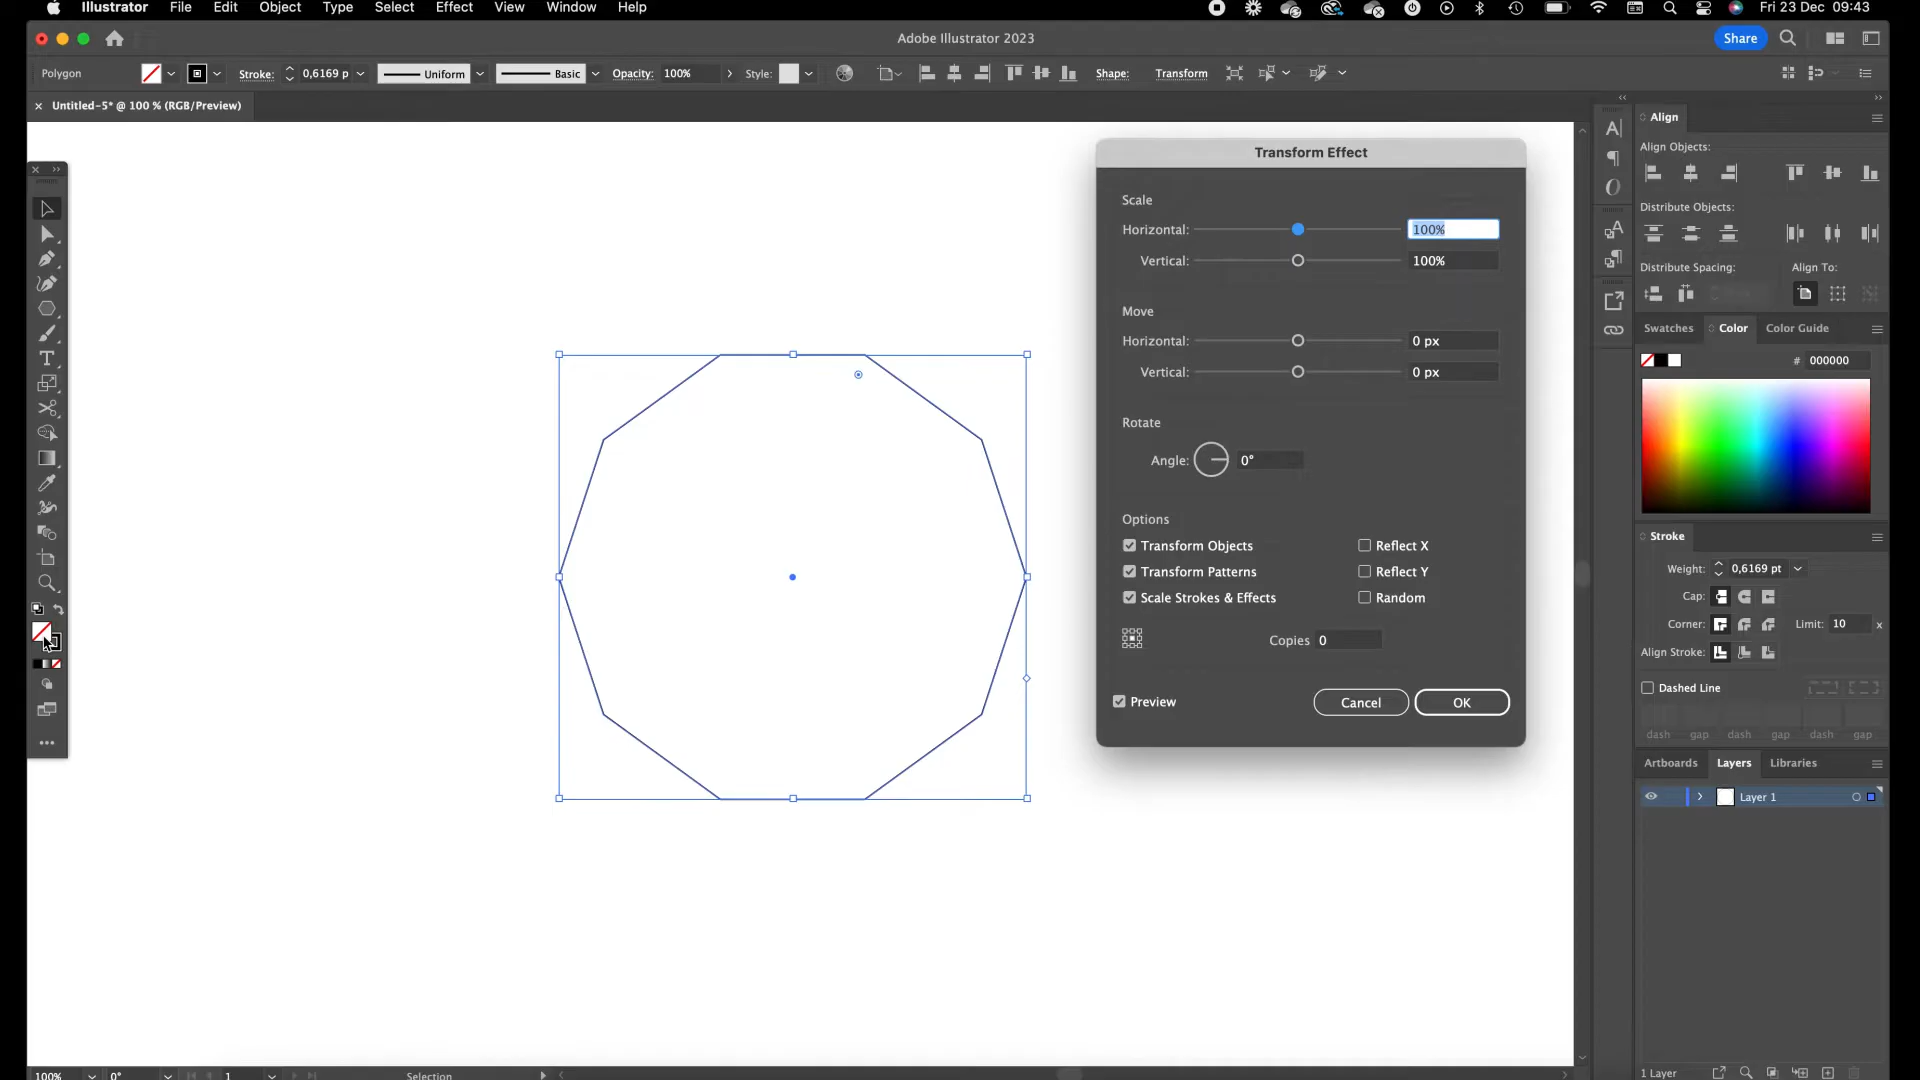 Illustrator File Edit Object Type Select Effect View Window Help Fri 23 Dec 09:43
Adobe Illustrator 2023 Share
Polygon Stroke: 0,6169 p Uniform Basic Opacity: 100% Style: Shape: Transform
× Untitled-5* @ 100 % (RGB/Preview)
Align
Align Objects:
Distribute Objects:
Distribute Spacing: Align To:
Swatches Color Color Guide
# 000000
Stroke
Weight: 0,6169 pt
Cap:
Corner: Limit: 10 x
Align Stroke:
Dashed Line
dash gap dash gap dash gap
Artboards Layers Libraries
Layer 1
1 Layer
Transform Effect
Scale
Horizontal: 100%
Vertical: 100%
Move
Horizontal: 0 px
Vertical: 0 px
Rotate
Angle: 0°
Options
Transform Objects Reflect X
Transform Patterns Reflect Y
Scale Strokes & Effects Random
Copies 0
Preview Cancel OK
100% 0° 1 Selection